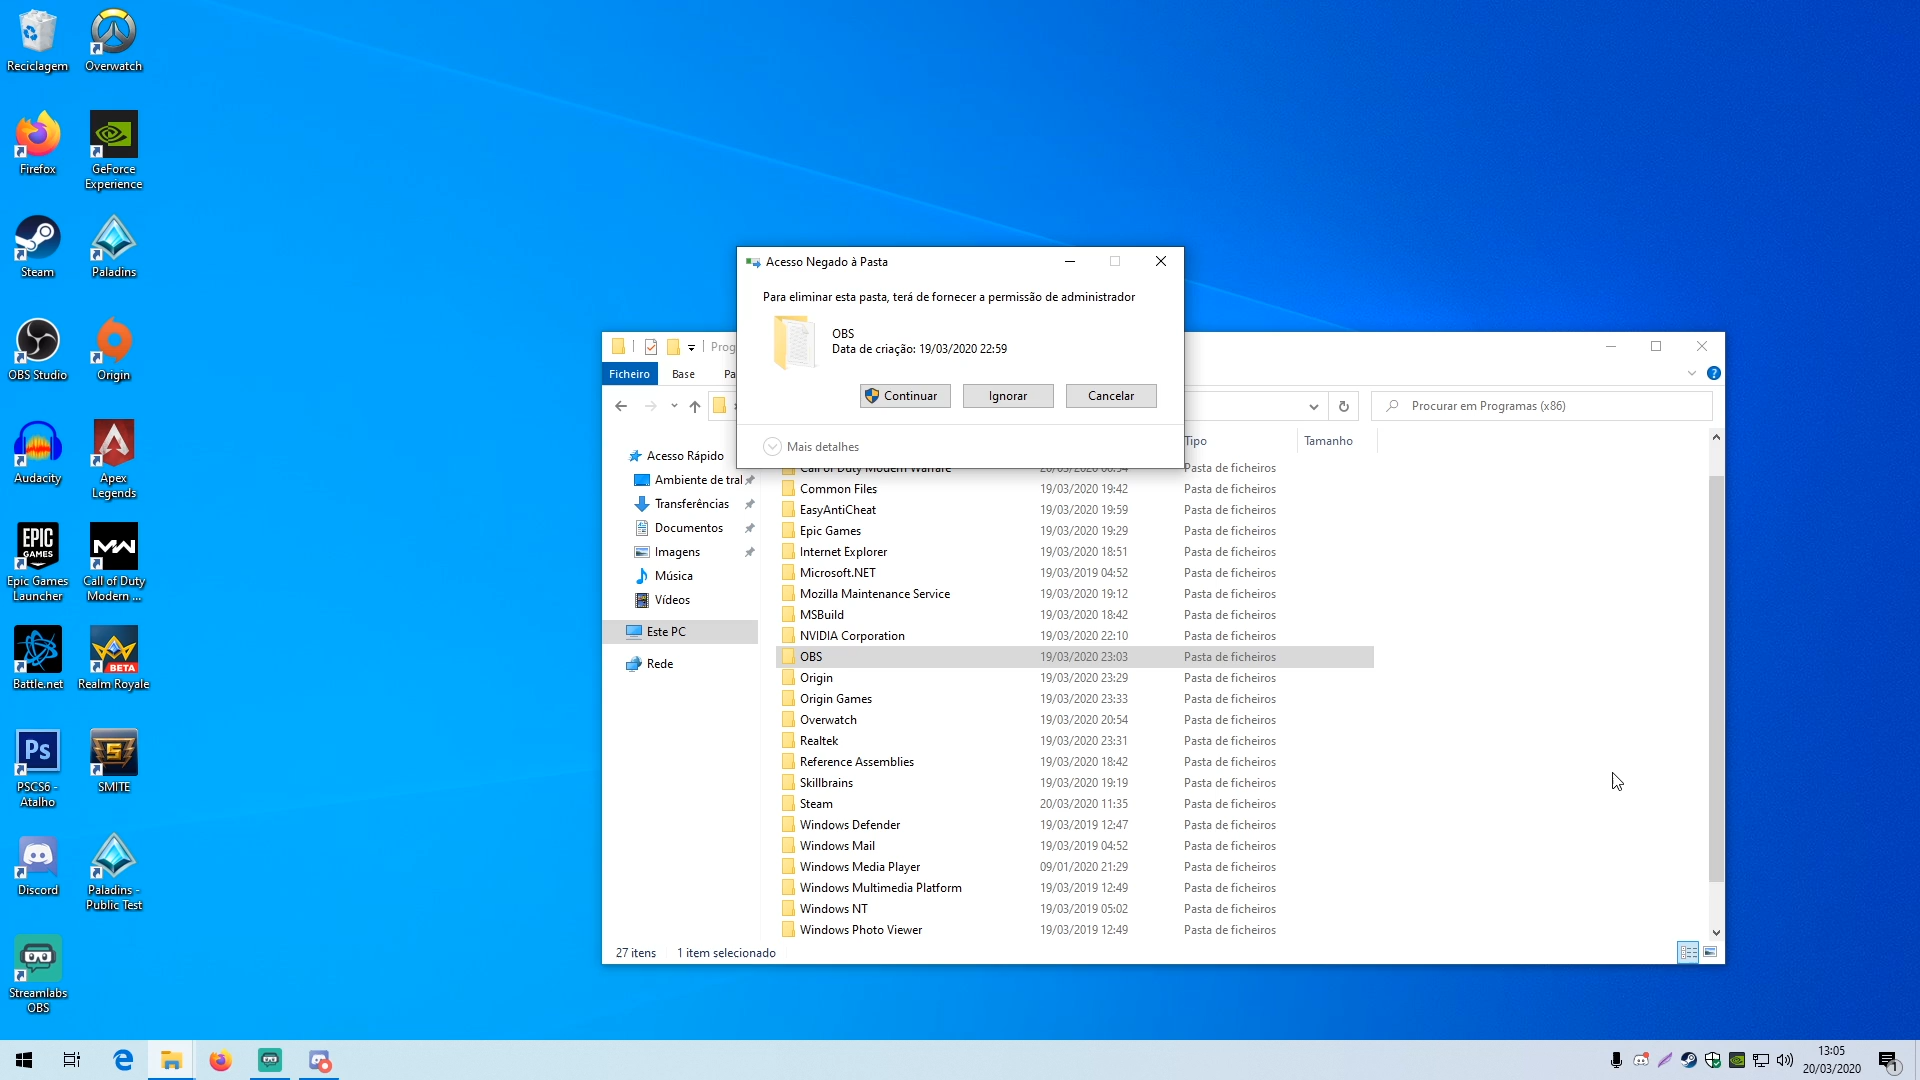 Reciclagem
Overwatch
Firefox
GeForce
Experience
Steam
Paladins
OBS Studio
Origin
Audacity
Apex
Legends
EPIC
GAMES
Epic Games
Launcher
MW
Call of Duty
Modern ...
Battle.net
BETA
Realm Royale
Ps
PSCS6 -
Atalho
SMITE
Discord
Paladins -
Public Test
Streamlabs
OBS
Acesso Negado à Pasta
Para eliminar esta pasta, terá de fornecer a permissão de administrador
OBS
Data de criação: 19/03/2020 22:59
Continuar
Ignorar
Cancelar
Mais detalhes
Prog
Ficheiro
Base
Pa
Procurar em Programas (x86)
Acesso Rápido
Ambiente de tral
Transferências
Documentos
Imagens
Música
Vídeos
Este PC
Rede
Tipo
Tamanho
Call of Duty Modern Warfare Pasta de ficheiros
Common Files 19/03/2020 19:42 Pasta de ficheiros
EasyAntiCheat 19/03/2020 19:59 Pasta de ficheiros
Epic Games 19/03/2020 19:29 Pasta de ficheiros
Internet Explorer 19/03/2020 18:51 Pasta de ficheiros
Microsoft.NET 19/03/2019 04:52 Pasta de ficheiros
Mozilla Maintenance Service 19/03/2020 19:12 Pasta de ficheiros
MSBuild 19/03/2020 18:42 Pasta de ficheiros
NVIDIA Corporation 19/03/2020 22:10 Pasta de ficheiros
OBS 19/03/2020 23:03 Pasta de ficheiros
Origin 19/03/2020 23:29 Pasta de ficheiros
Origin Games 19/03/2020 23:33 Pasta de ficheiros
Overwatch 19/03/2020 20:54 Pasta de ficheiros
Realtek 19/03/2020 23:31 Pasta de ficheiros
Reference Assemblies 19/03/2020 18:42 Pasta de ficheiros
Skillbrains 19/03/2020 19:19 Pasta de ficheiros
Steam 20/03/2020 11:35 Pasta de ficheiros
Windows Defender 19/03/2019 12:47 Pasta de ficheiros
Windows Mail 19/03/2019 04:52 Pasta de ficheiros
Windows Media Player 09/01/2020 21:29 Pasta de ficheiros
Windows Multimedia Platform 19/03/2019 12:49 Pasta de ficheiros
Windows NT 19/03/2019 05:02 Pasta de ficheiros
Windows Photo Viewer 19/03/2019 12:49 Pasta de ficheiros
27 itens 1 item selecionado
13:05
20/03/2020
1